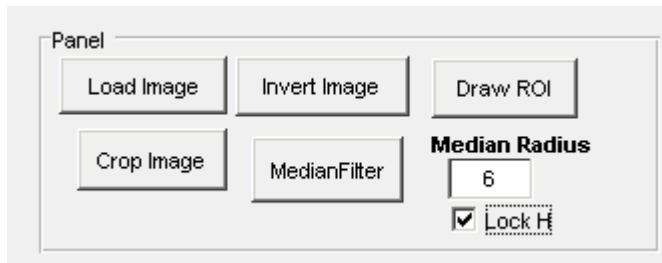 Panel
Load Image
Invert Image
Draw ROI
Crop Image
MedianFilter
Median Radius
6
Lock H